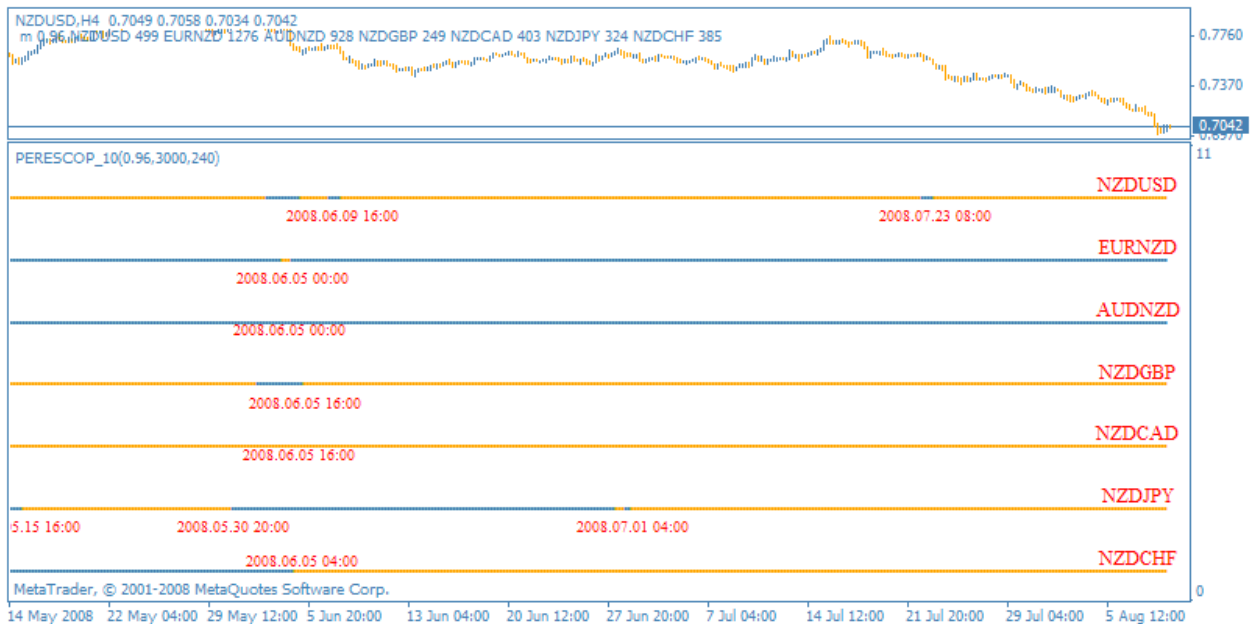 NZDUSD,H4 0.7049 0.7058 0.7034 0.7042
m 0.96 NZDUSD 499 EURNZD 1276 AUDNZD 928 NZDGBP 249 NZDCAD 403 NZDJPY 324 NZDCHF 385
0.7760
0.7370
0.7042
0.6970
PERESCOP_10(0.96,3000,240)
11
NZDUSD
2008.06.09 16:00
2008.07.23 08:00
EURNZD
2008.06.05 00:00
AUDNZD
2008.06.05 00:00
NZDGBP
2008.06.05 16:00
NZDCAD
2008.06.05 16:00
NZDJPY
5.15 16:00
2008.05.30 20:00
2008.07.01 04:00
2008.06.05 04:00
NZDCHF
MetaTrader, © 2001-2008 MetaQuotes Software Corp.
0
14 May 2008
22 May 04:00
29 May 12:00
5 Jun 20:00
13 Jun 04:00
20 Jun 12:00
27 Jun 20:00
7 Jul 04:00
14 Jul 12:00
21 Jul 20:00
29 Jul 04:00
5 Aug 12:00